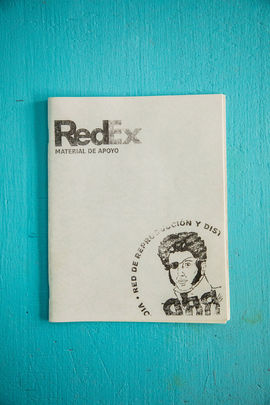 RedEx
MATERIAL DE APOYO
• RED DE REPRODUCCIÓN Y DIST